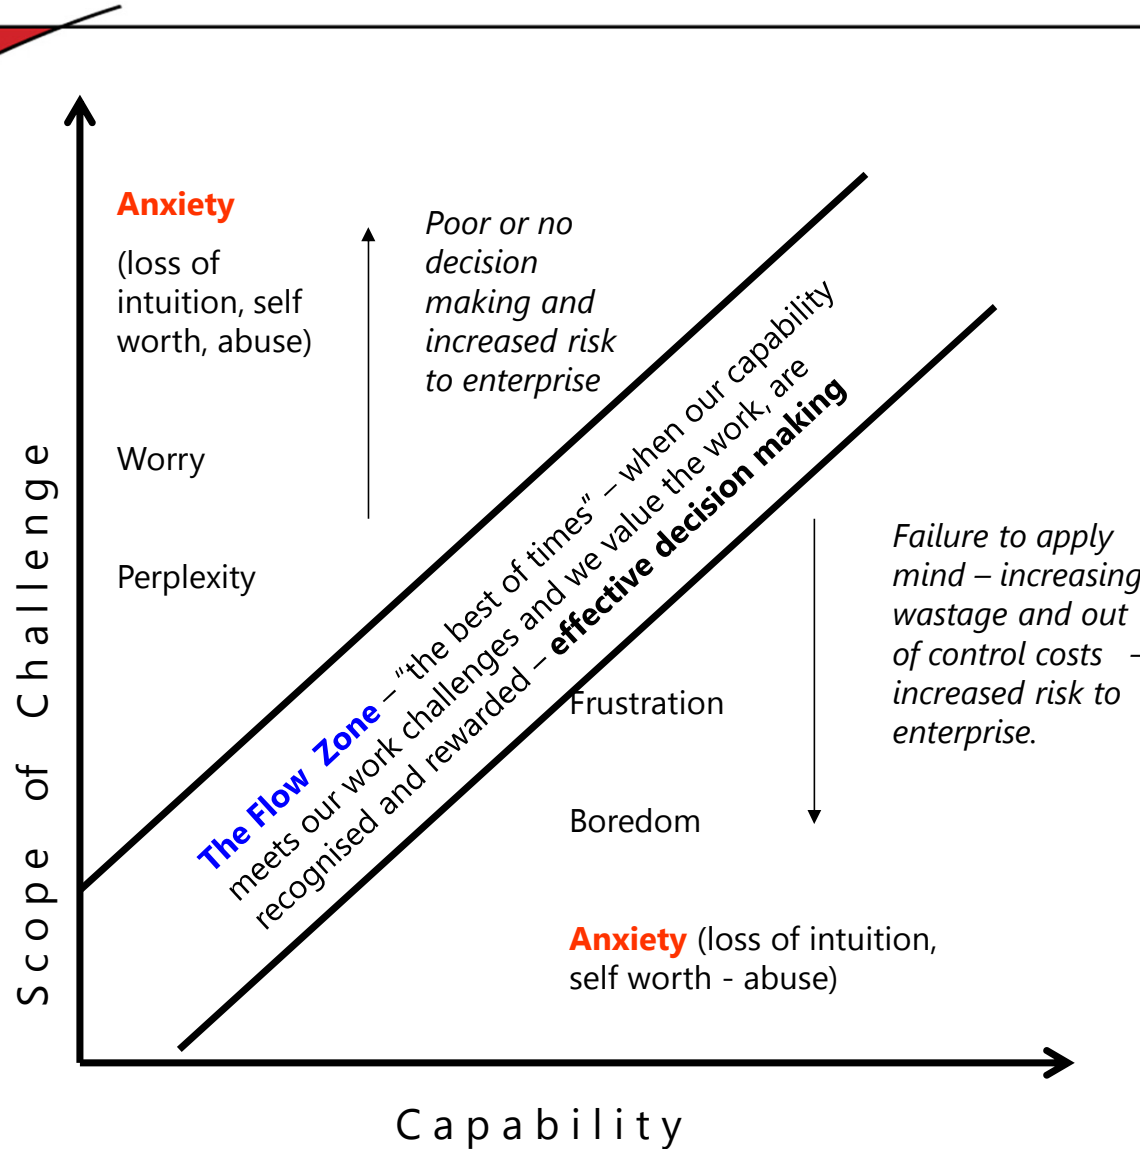 Anxiety
(loss of
intuition, self
worth, abuse)
Worry
Perplexity
Poor or no
decision
making and
increased risk
to enterprise
The Flow Zone – "the best of times" – when our capability
meets our work challenges and we value the work, are
recognised and rewarded – effective decision making
Frustration
Boredom
Anxiety (loss of intuition,
self worth - abuse)
Failure to apply
mind – increasing
wastage and out
of control costs –
increased risk to
enterprise.
Scope of Challenge
Capability